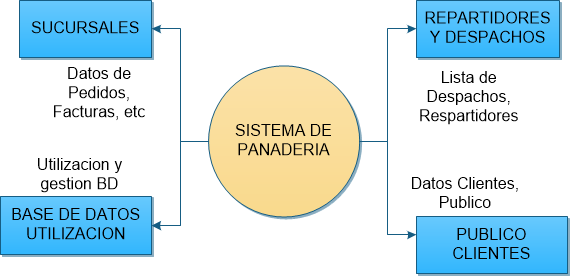 SUCURSALES
Datos de
Pedidos,
Facturas, etc
Utilizacion y
gestion BD
BASE DE DATOS
UTILIZACION
SISTEMA DE
PANADERIA
REPARTIDORES
Y DESPACHOS
Lista de
Despachos,
Respartidores
Datos Clientes,
Publico
PUBLICO
CLIENTES